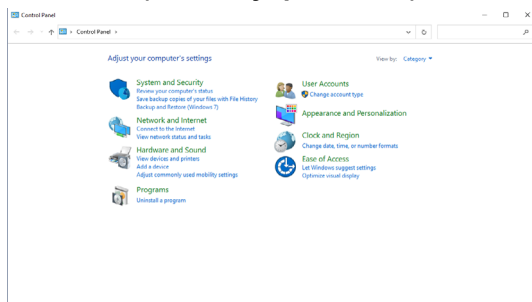 Control Panel
Control Panel
Adjust your computer's settings
View by: Category
System and Security
Review your computer's status
Save backup copies of your files with File History
Backup and Restore (Windows 7)
Network and Internet
Connect to the Internet
View network status and tasks
Hardware and Sound
View devices and printers
Add a device
Adjust commonly used mobility settings
Programs
Uninstall a program
User Accounts
Change account type
Appearance and Personalization
Clock and Region
Change date, time, or number formats
Ease of Access
Let Windows suggest settings
Optimize visual display